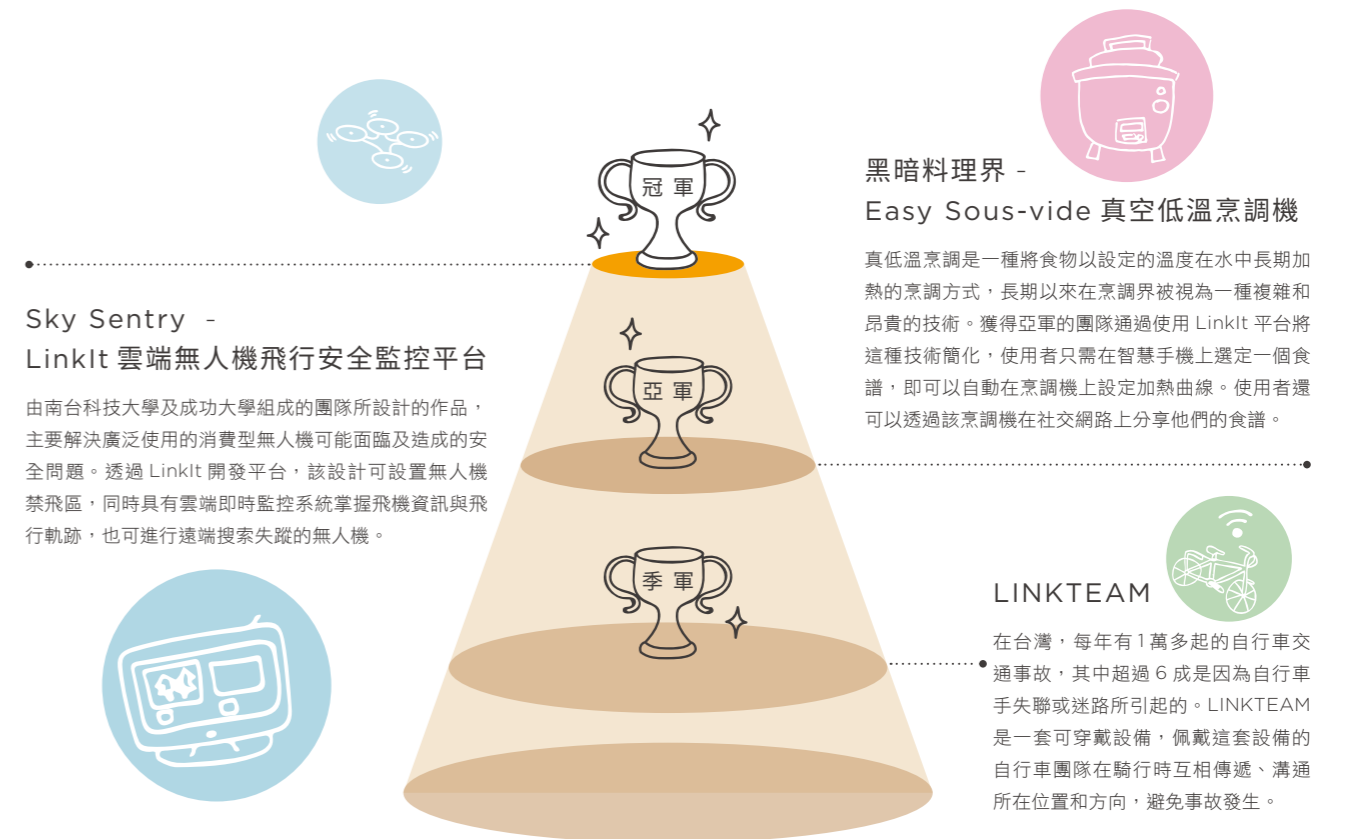 冠軍
亞軍
季軍
Sky Sentry -
LinkIt 雲端無人機飛行安全監控平台
由南台科技大學及成功大學組成的團隊所設計的作品，
主要解決廣泛使用的消費型無人機可能面臨及造成的安
全問題。透過 LinkIt 開發平台，該設計可設置無人機
禁飛區，同時具有雲端即時監控系統掌握飛機資訊與飛
行軌跡，也可進行遠端搜索失蹤的無人機。
黑暗料理界 -
Easy Sous-vide 真空低溫烹調機
真低溫烹調是一種將食物以設定的溫度在水中長期加
熱的烹調方式，長期以來在烹調界被視為一種複雜和
昂貴的技術。獲得亞軍的團隊通過使用 LinkIt 平台將
這種技術簡化，使用者只需在智慧手機上選定一個食
譜，即可以自動在烹調機上設定加熱曲線。使用者還
可以透過該烹調機在社交網路上分享他們的食譜。
LINKTEAM
在台灣，每年有1萬多起的自行車交
通事故，其中超過 6 成是因為自行車
手失聯或迷路所引起的。LINKTEAM
是一套可穿戴設備，佩戴這套設備的
自行車團隊在騎行時互相傳遞、溝通
所在位置和方向，避免事故發生。